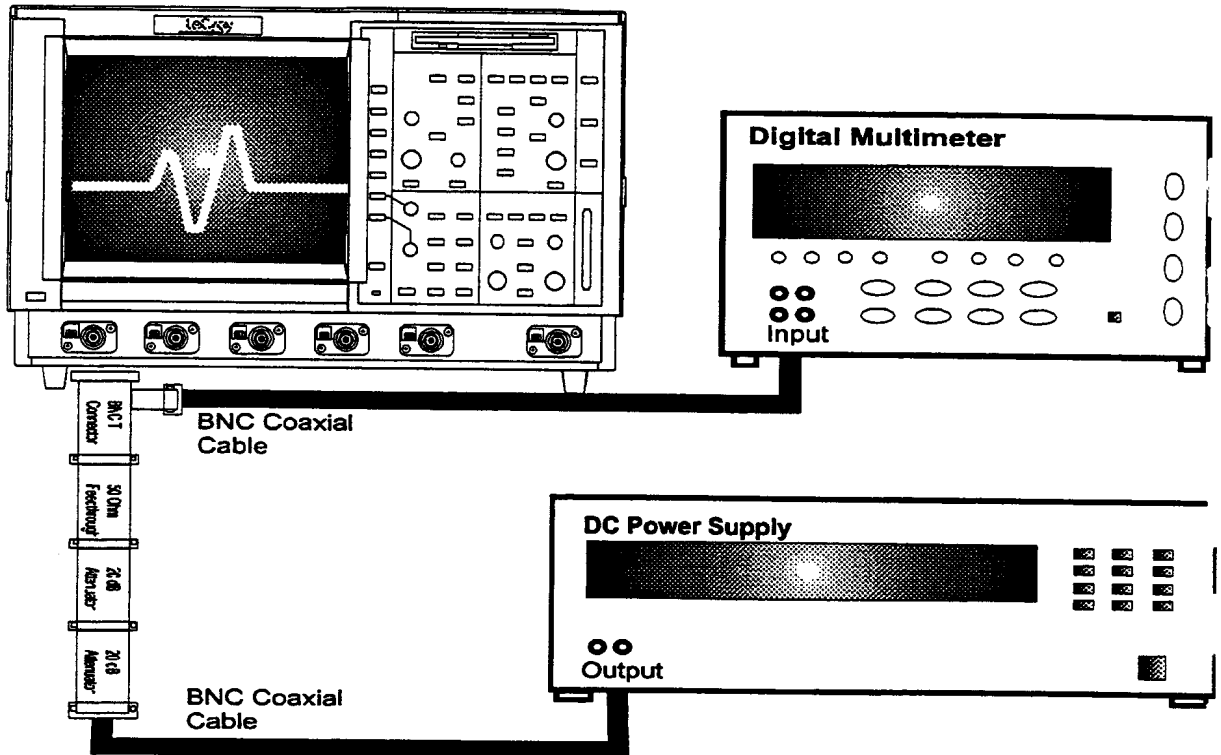 LeCroy
Digital Multimeter
Input
BNC Coaxial
Cable
BNC T
Connector
50 Ohm
Feedthrough
20 dB
Attenuator
20 dB
Attenuator
DC Power Supply
Output
BNC Coaxial
Cable